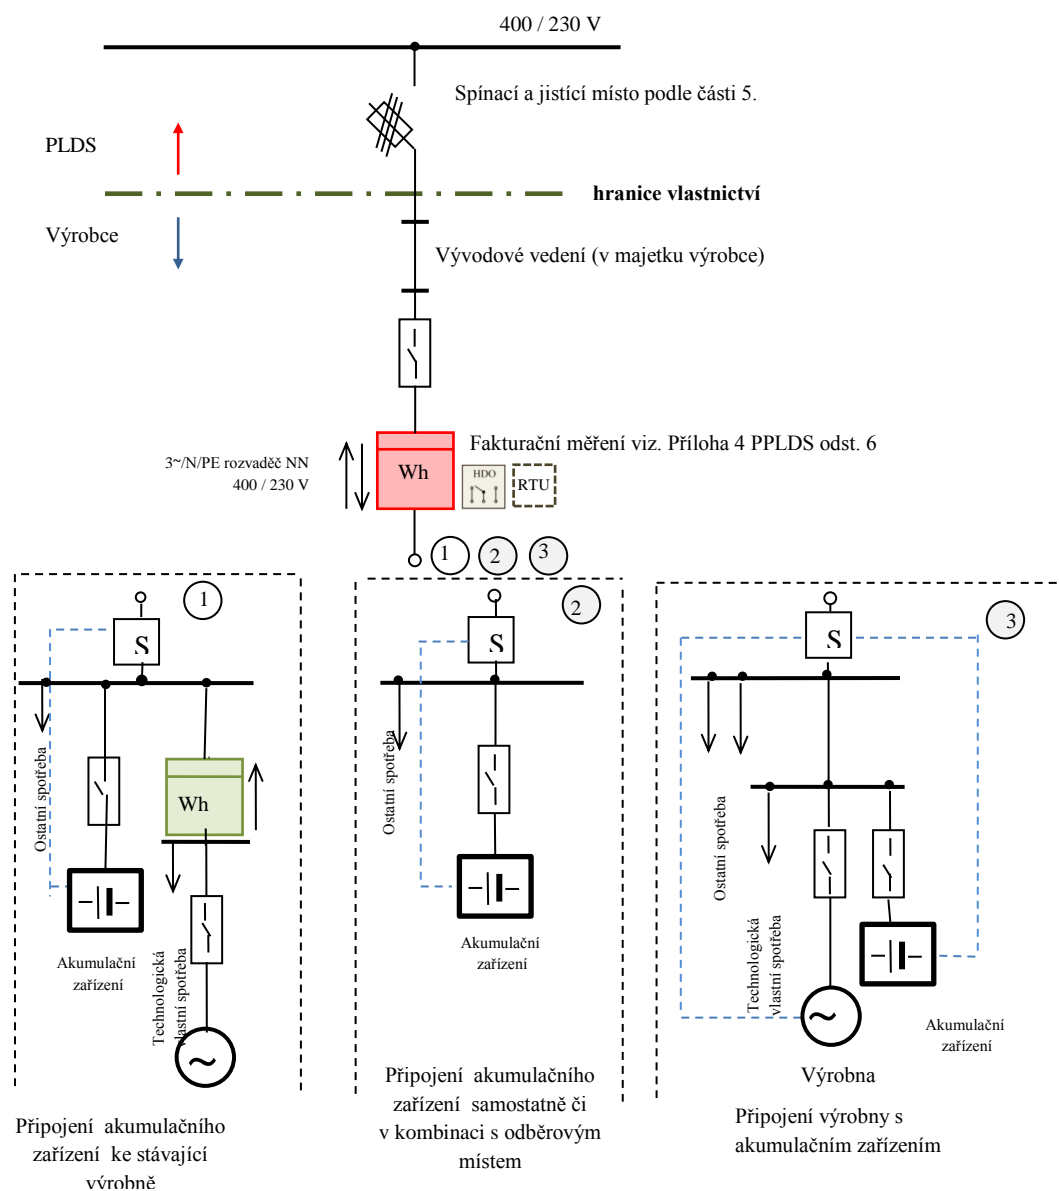 400 / 230 V
Spínací a jistící místo podle části 5.
PLDS
hranice vlastnictví
Výrobce
Vývodové vedení (v majetku výrobce)
Fakturační měření viz. Příloha 4 PPLDS odst. 6
3~/N/PE rozvaděč NN
400 / 230 V
Wh
HDO
RTU
1
2
3
1
S
Ostatní spotřeba
Wh
Akumulační
zařízení
Technologická
vlastní spotřeba
~
Připojení akumulačního
zařízení ke stávající
výrobně
2
S
Ostatní spotřeba
Akumulační
zařízení
Připojení akumulačního
zařízení samostatně či
v kombinaci s odběrovým
místem
3
S
Ostatní spotřeba
Technologická
vlastní spotřeba
~
Akumulační
zařízení
Výrobna
Připojení výrobny s
akumulačním zařízením